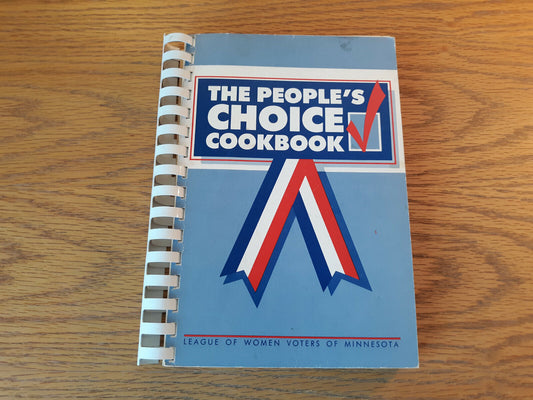 THE PEOPLE'S
CHOICE
COOKBOOK
LEAGUE OF WOMEN VOTERS OF MINNESOTA